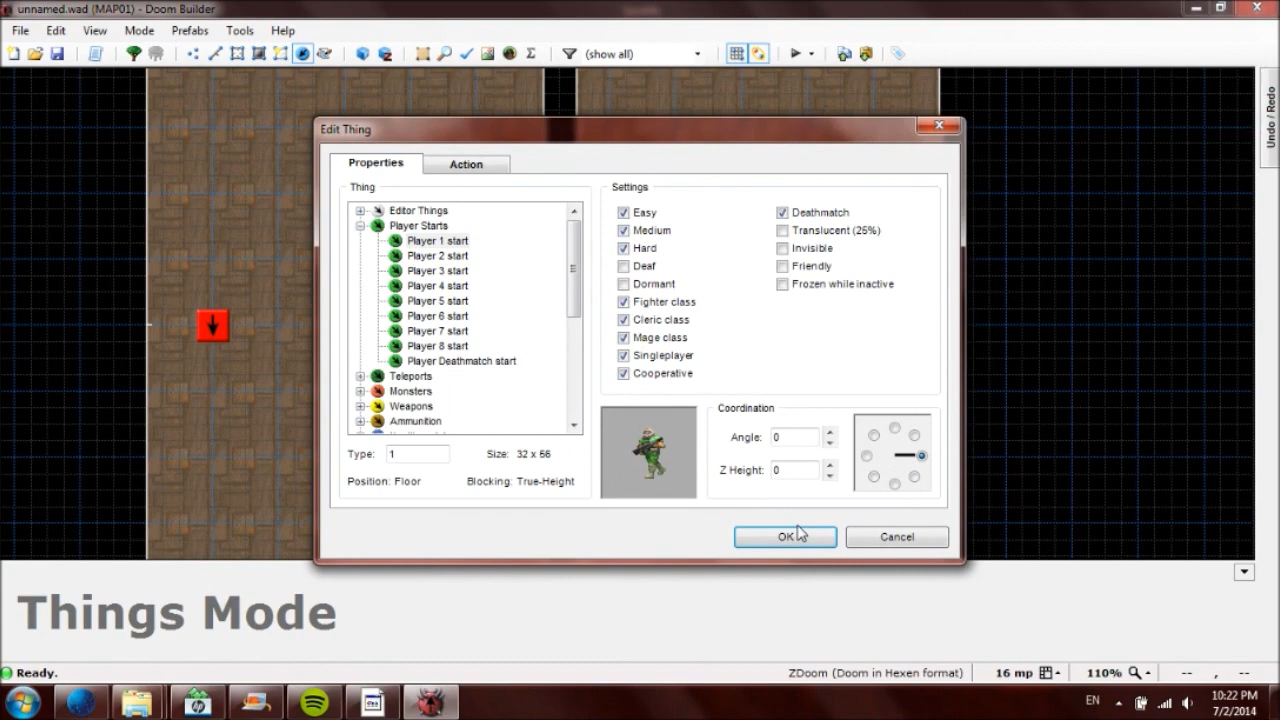 unnamed.wad (MAP01) - Doom Builder
File Edit View Mode Prefabs Tools Help
(show all)
Undo / Redo
Edit Thing
Properties Action
Thing
Editor Things
Player Starts
Player 1 start
Player 2 start
Player 3 start
Player 4 start
Player 5 start
Player 6 start
Player 7 start
Player 8 start
Player Deathmatch start
Teleports
Monsters
Weapons
Ammunition
Type: 1 Size: 32 x 56
Position: Floor Blocking: True-Height
Settings
Easy Deathmatch
Medium Translucent (25%)
Hard Invisible
Deaf Friendly
Dormant Frozen while inactive
Fighter class
Cleric class
Mage class
Singleplayer
Cooperative
Coordination
Angle: 0
Z Height: 0
OK Cancel
Things Mode
Ready. ZDoom (Doom in Hexen format) 16 mp 110% -- , --
EN 10:22 PM
7/2/2014